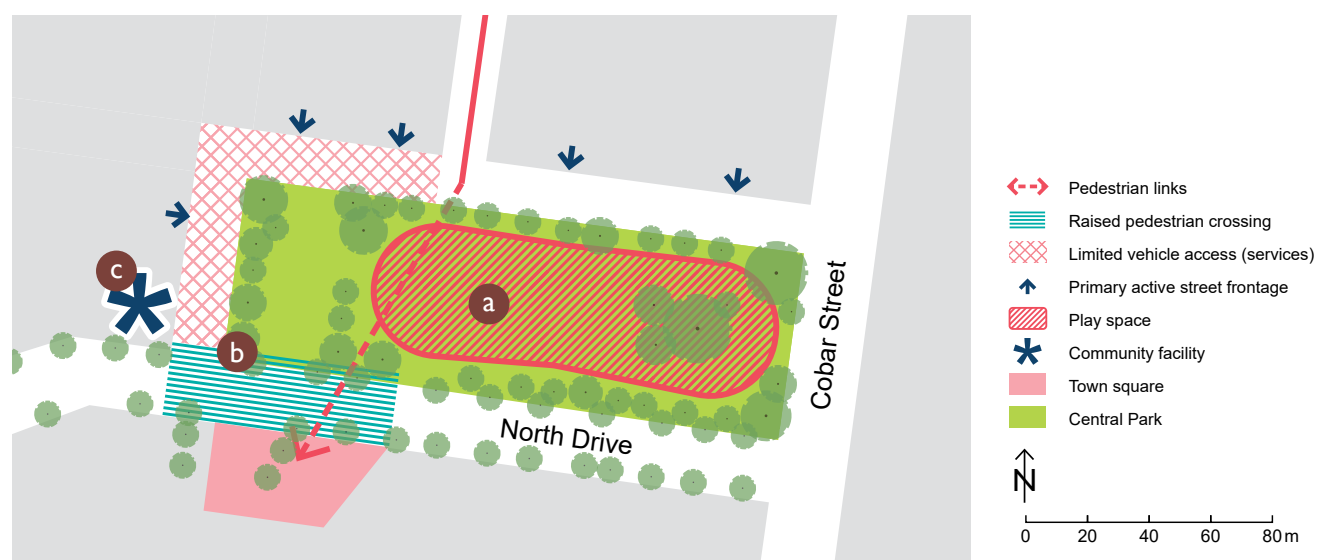 c
a
b
Cobar Street
North Drive
Pedestrian links
Raised pedestrian crossing
Limited vehicle access (services)
Primary active street frontage
Play space
Community facility
Town square
Central Park
N
0 20 40 60 80 m